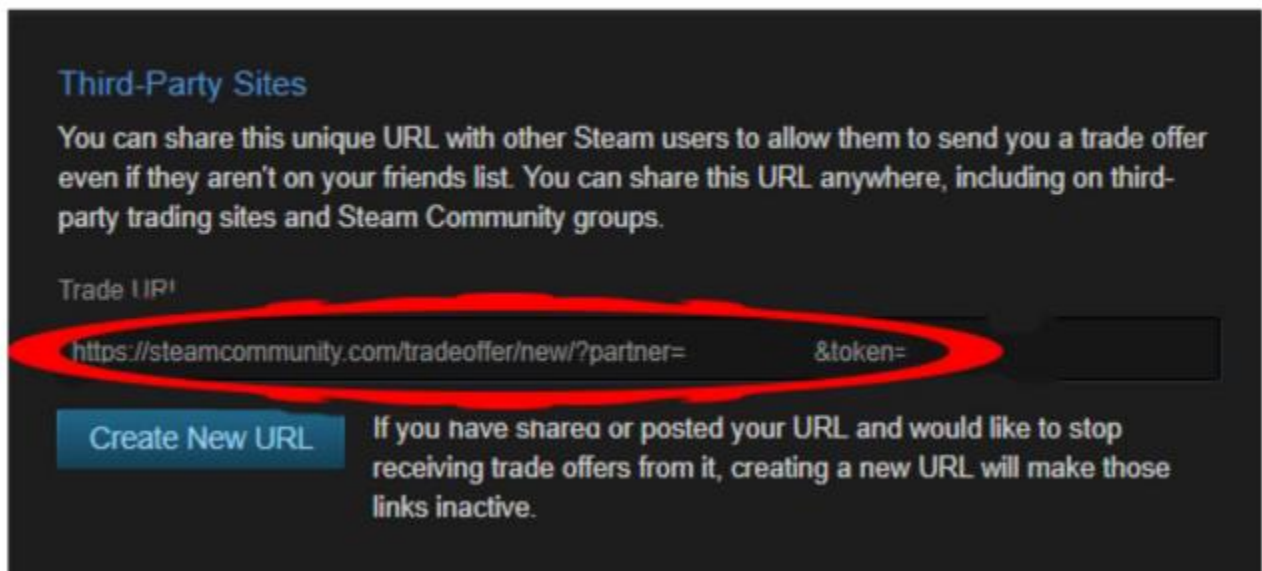 Third-Party Sites
You can share this unique URL with other Steam users to allow them to send you a trade offer
even if they aren't on your friends list. You can share this URL anywhere, including on third-
party trading sites and Steam Community groups.
Trade URL
https://steamcommunity.com/tradeoffer/new/?partner= &token=
Create New URL
If you have shared or posted your URL and would like to stop
receiving trade offers from it, creating a new URL will make those
links inactive.